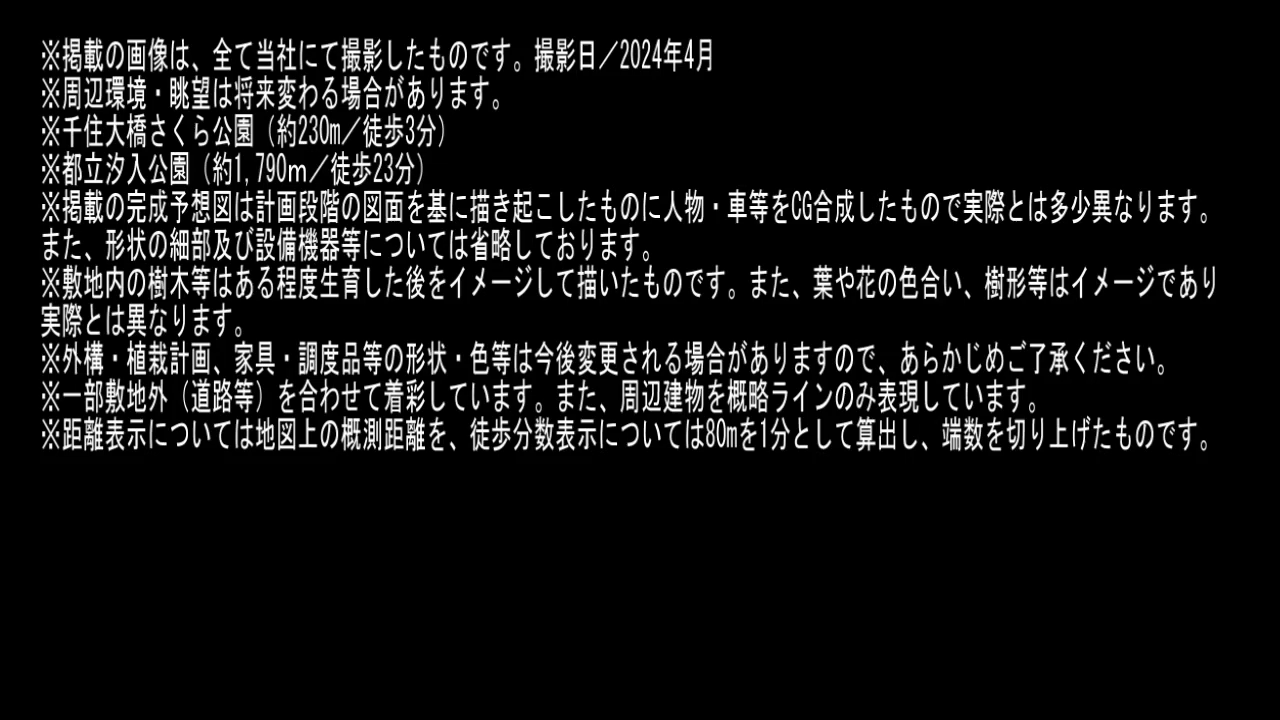 ※掲載の画像は、全て当社にて撮影したものです。撮影日／2024年4月
※周辺環境・眺望は将来変わる場合があります。
※千住大橋さくら公園（約230m／徒歩3分）
※都立汐入公園（約1,790m／徒歩23分）
※掲載の完成予想図は計画段階の図面を基に描き起こしたものに人物・車等をCG合成したもので実際とは多少異なります。
また、形状の細部及び設備機器等については省略しております。
※敷地内の樹木等はある程度生育した後をイメージして描いたものです。また、葉や花の色合い、樹形等はイメージであり
実際とは異なります。
※外構・植栽計画、家具・調度品等の形状・色等は今後変更される場合がありますので、あらかじめご了承ください。
※一部敷地外（道路等）を合わせて着彩しています。また、周辺建物を概略ラインのみ表現しています。
※距離表示については地図上の概測距離を、徒歩分数表示については80mを1分として算出し、端数を切り上げたものです。